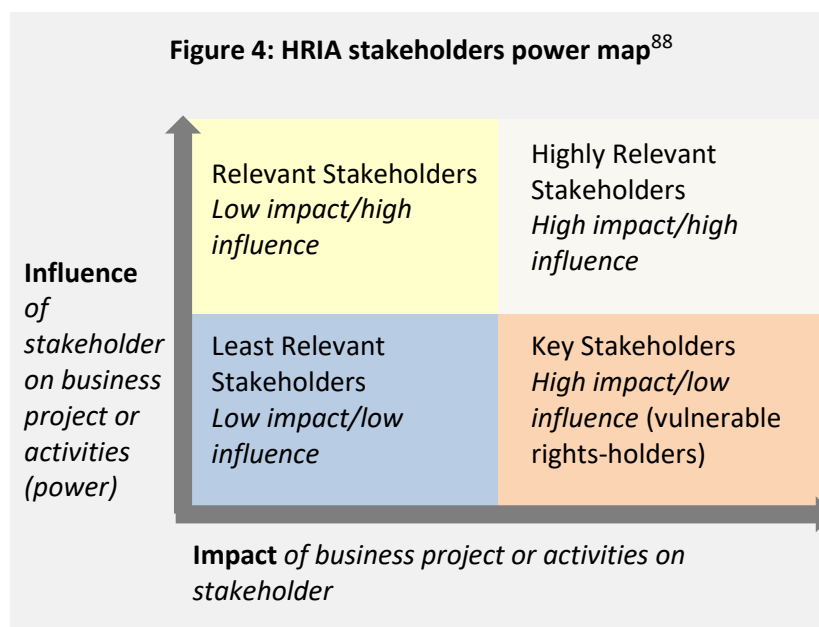 Figure 4: HRIA stakeholders power map88
Relevant Stakeholders
Low impact/high
influence
Highly Relevant
Stakeholders
High impact/high
influence
Influence
of
stakeholder
on business
project or
activities
(power)
Least Relevant
Stakeholders
Low impact/low
influence
Key Stakeholders
High impact/low
influence (vulnerable
rights-holders)
Impact of business project or activities on
stakeholder